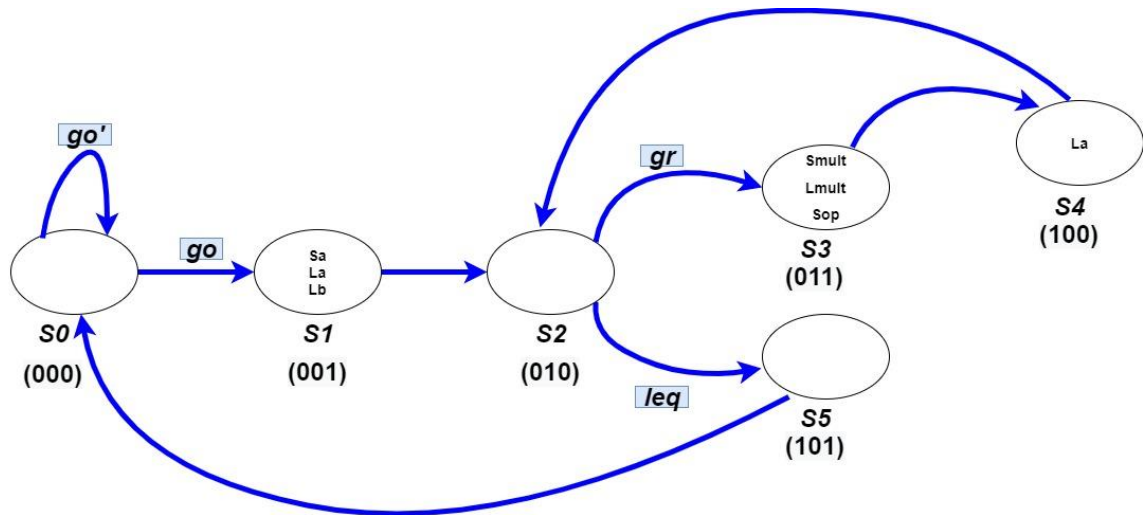 go'
go
S0
(000)
Sa
La
Lb
S1
(001)
S2
(010)
gr
leq
Smult
Lmult
Sop
S3
(011)
La
S4
(100)
S5
(101)